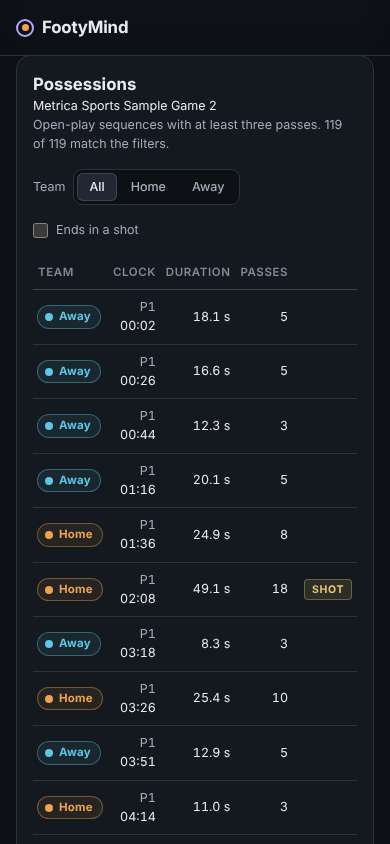 FootyMind
Possessions
Metrica Sports Sample Game 2
Open-play sequences with at least three passes. 119
of 119 match the filters.
Team All Home Away
Ends in a shot
TEAM CLOCK DURATION PASSES
Away P1 00:02 18.1 s 5
Away P1 00:26 16.6 s 5
Away P1 00:44 12.3 s 3
Away P1 01:16 20.1 s 5
Home P1 01:36 24.9 s 8
Home P1 02:08 49.1 s 18 SHOT
Away P1 03:18 8.3 s 3
Home P1 03:26 25.4 s 10
Away P1 03:51 12.9 s 5
Home P1 04:14 11.0 s 3